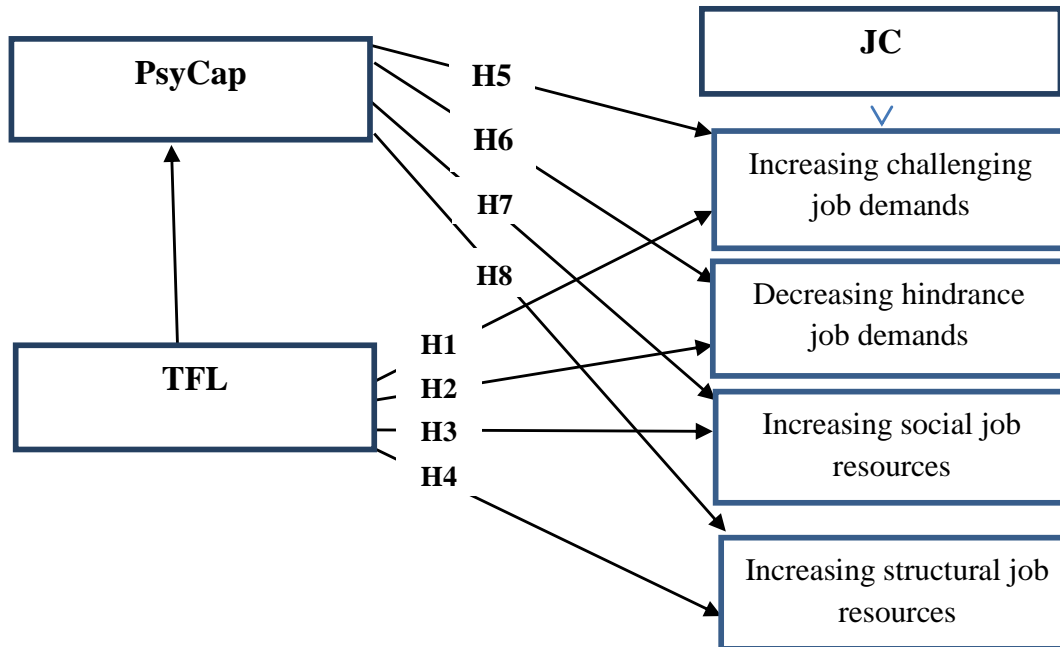 PsyCap
JC
H5
H6
H7
H8
Increasing challenging
job demands
Decreasing hindrance
job demands
TFL
H1
H2
H3
H4
Increasing social job
resources
Increasing structural job
resources